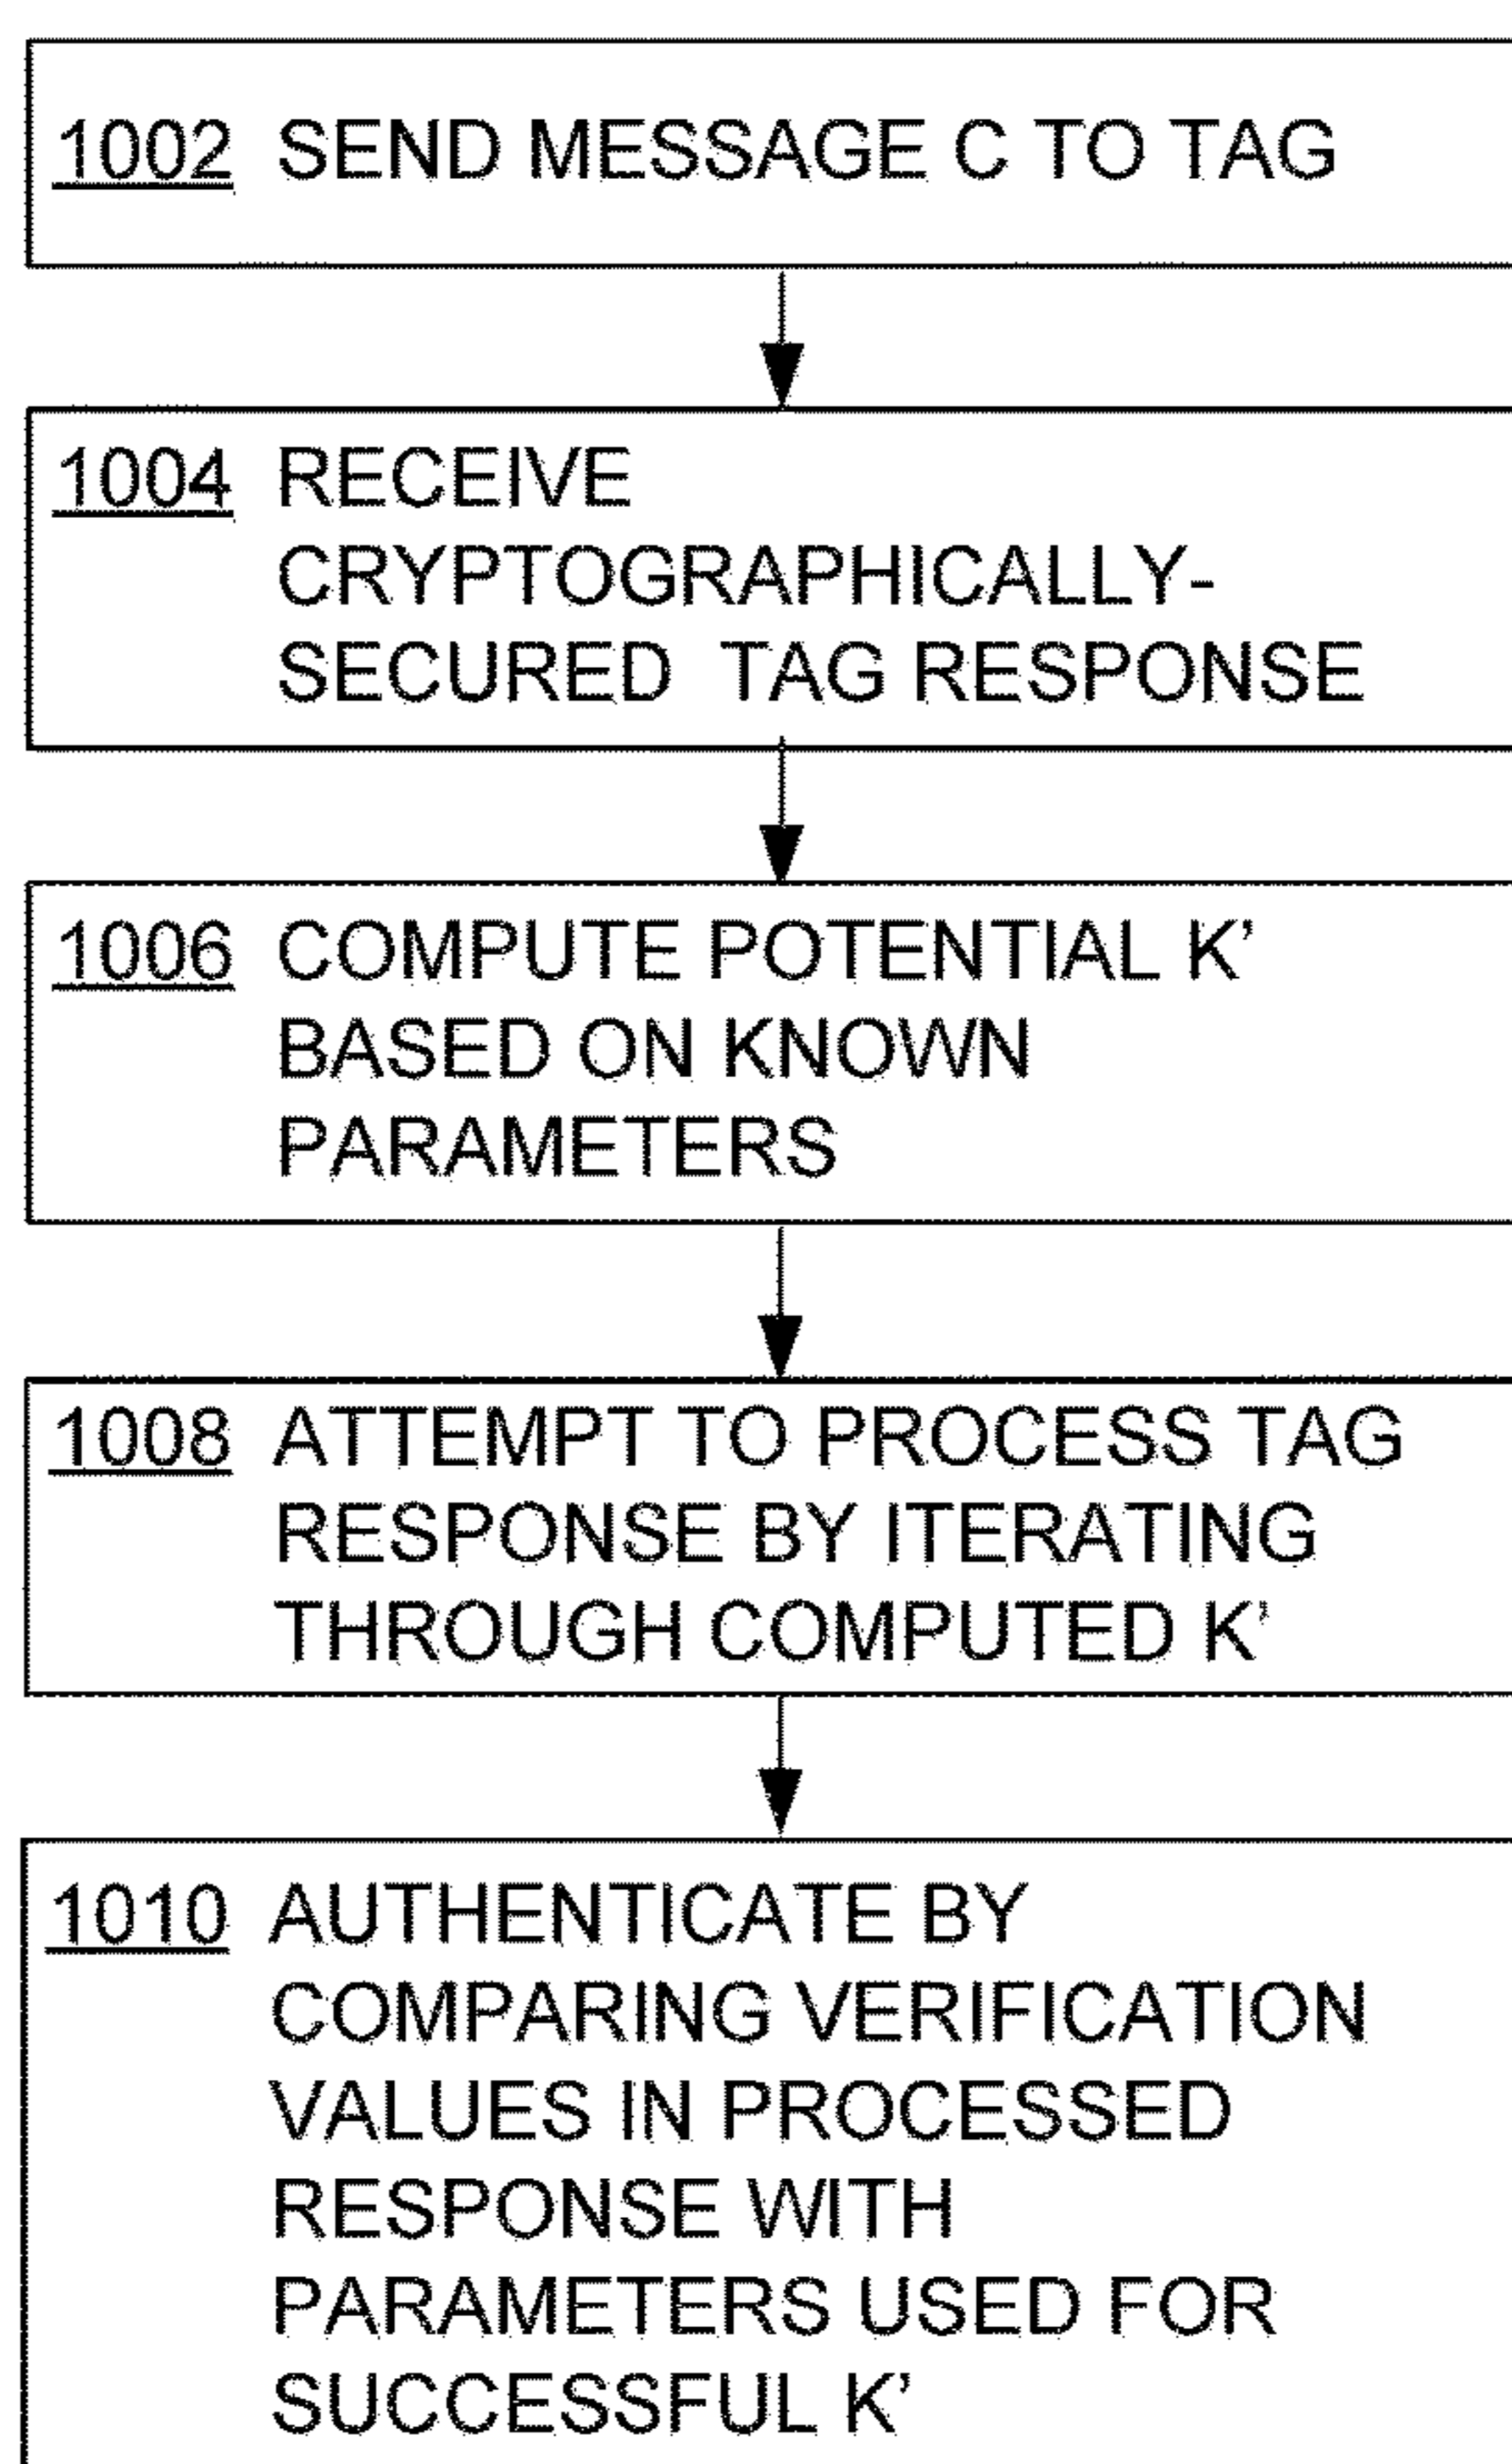 1002 SEND MESSAGE C TO TAG
1004 RECEIVE
CRYPTOGRAPHICALLY-
SECURED TAG RESPONSE
1006 COMPUTE POTENTIAL K'
BASED ON KNOWN
PARAMETERS
1008 ATTEMPT TO PROCESS TAG
RESPONSE BY ITERATING
THROUGH COMPUTED K'
1010 AUTHENTICATE BY
COMPARING VERIFICATION
VALUES IN PROCESSED
RESPONSE WITH
PARAMETERS USED FOR
SUCCESSFUL K'